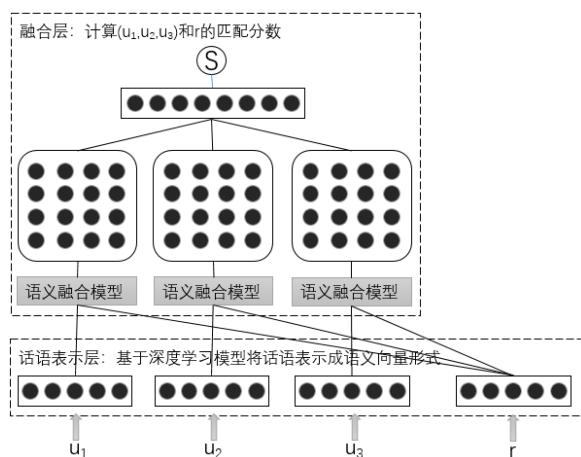 融合层：计算(u₁,u₂,u₃)和r的匹配分数
S
语义融合模型 语义融合模型 语义融合模型
话语表示层：基于深度学习模型将话语表示成语义向量形式
u₁ u₂ u₃ r